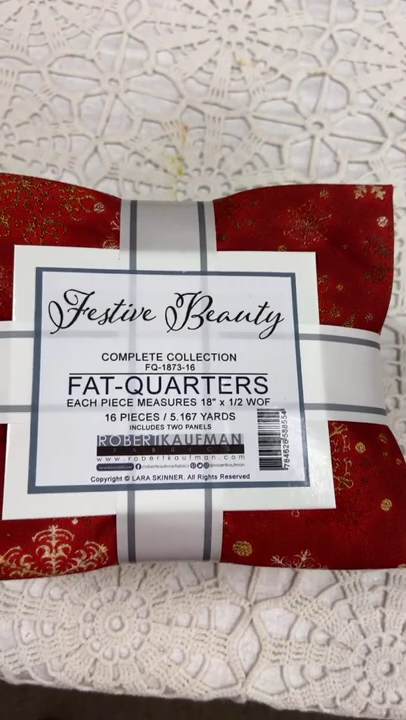 Festive Beauty
COMPLETE COLLECTION
FQ-1873-16
FAT-QUARTERS
EACH PIECE MEASURES 18" x 1/2 WOF
16 PIECES / 5.167 YARDS
INCLUDES TWO PANELS
ROBERT KAUFMAN
FABRICS
www.robertkaufman.com
Copyright © LARA SKINNER. All Rights Reserved